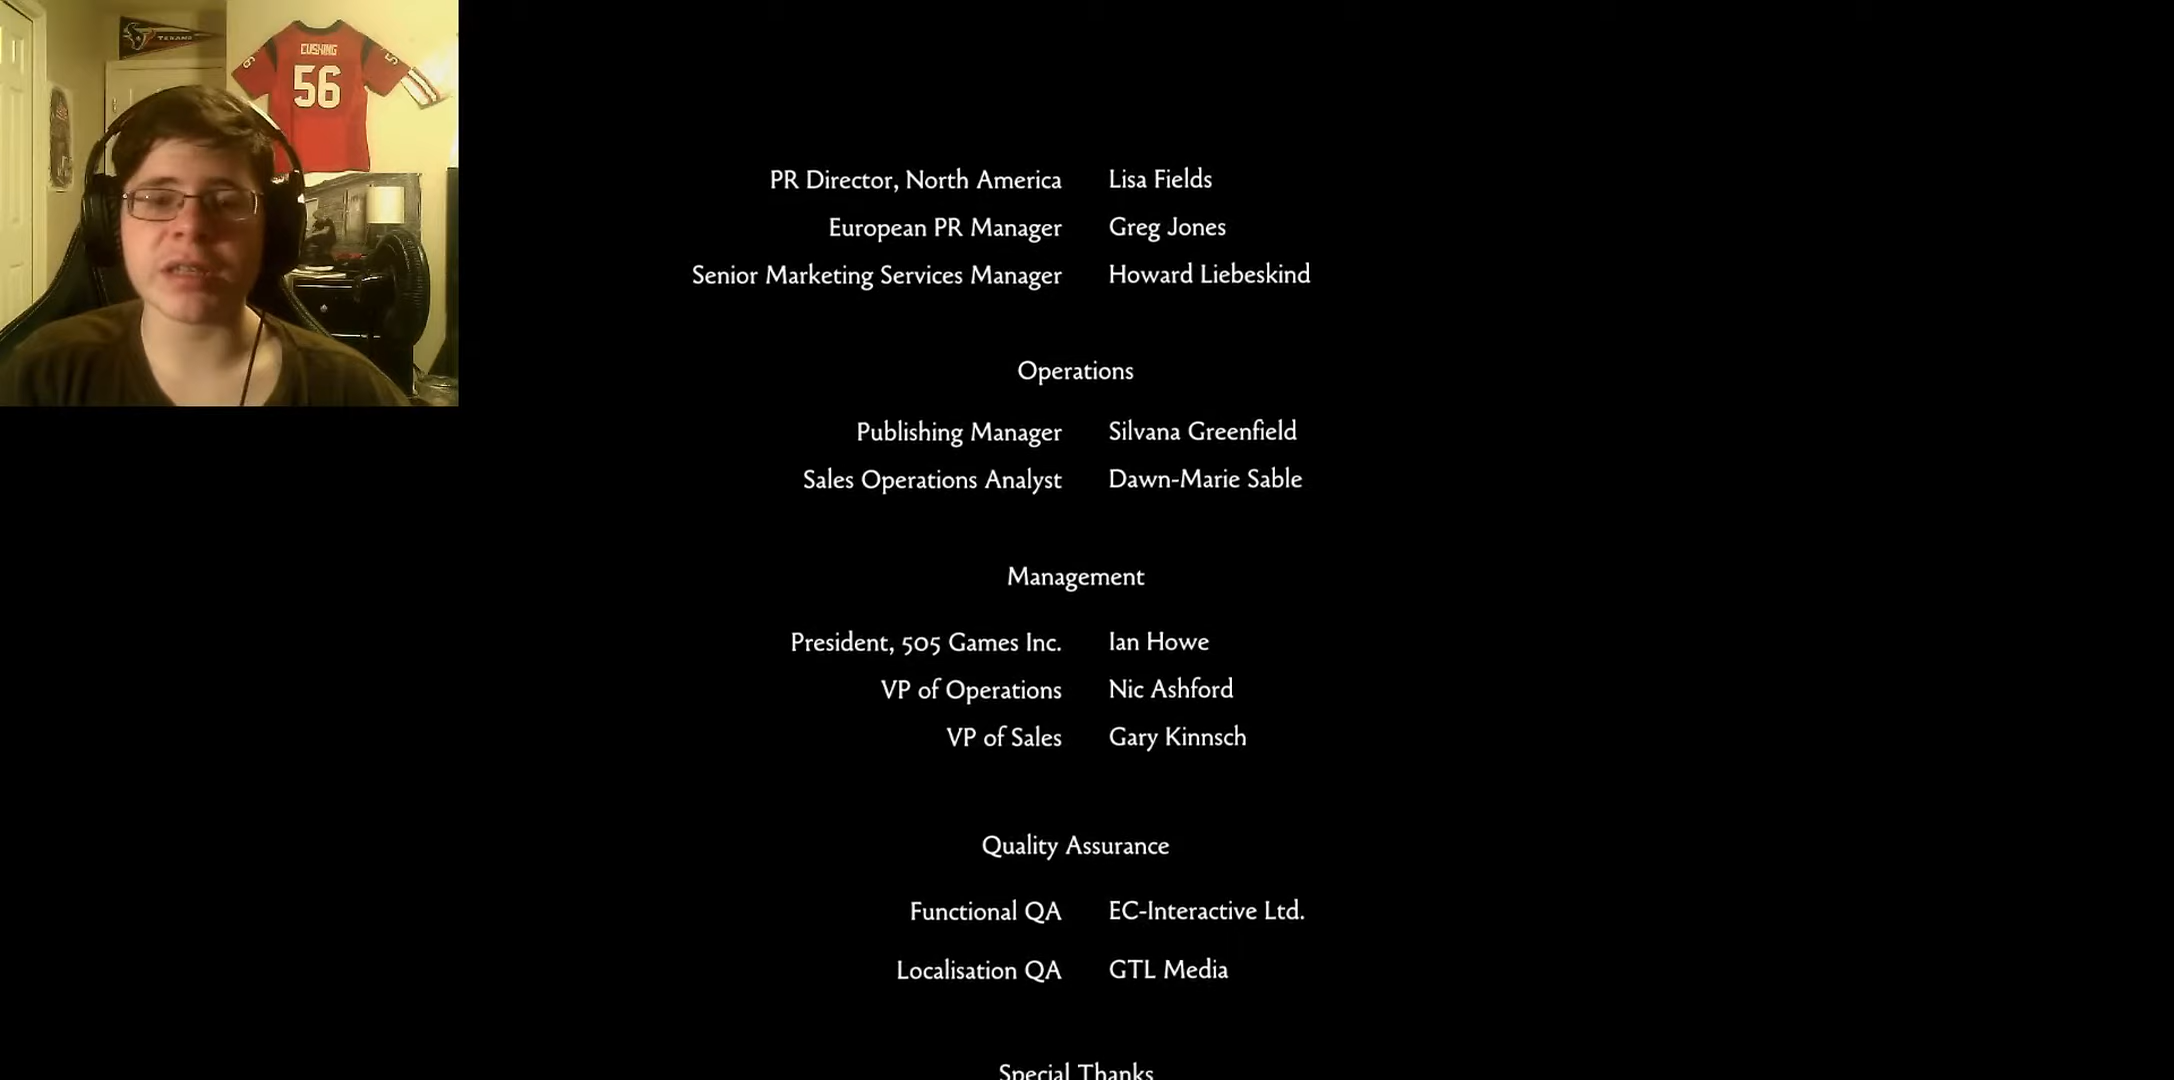 TEXANS
CUSHING
56
PR Director, North America Lisa Fields
European PR Manager Greg Jones
Senior Marketing Services Manager Howard Liebeskind
Operations
Publishing Manager Silvana Greenfield
Sales Operations Analyst Dawn-Marie Sable
Management
President, 505 Games Inc. Ian Howe
VP of Operations Nic Ashford
VP of Sales Gary Kinnsch
Quality Assurance
Functional QA EC-Interactive Ltd.
Localisation QA GTL Media
Special Thanks